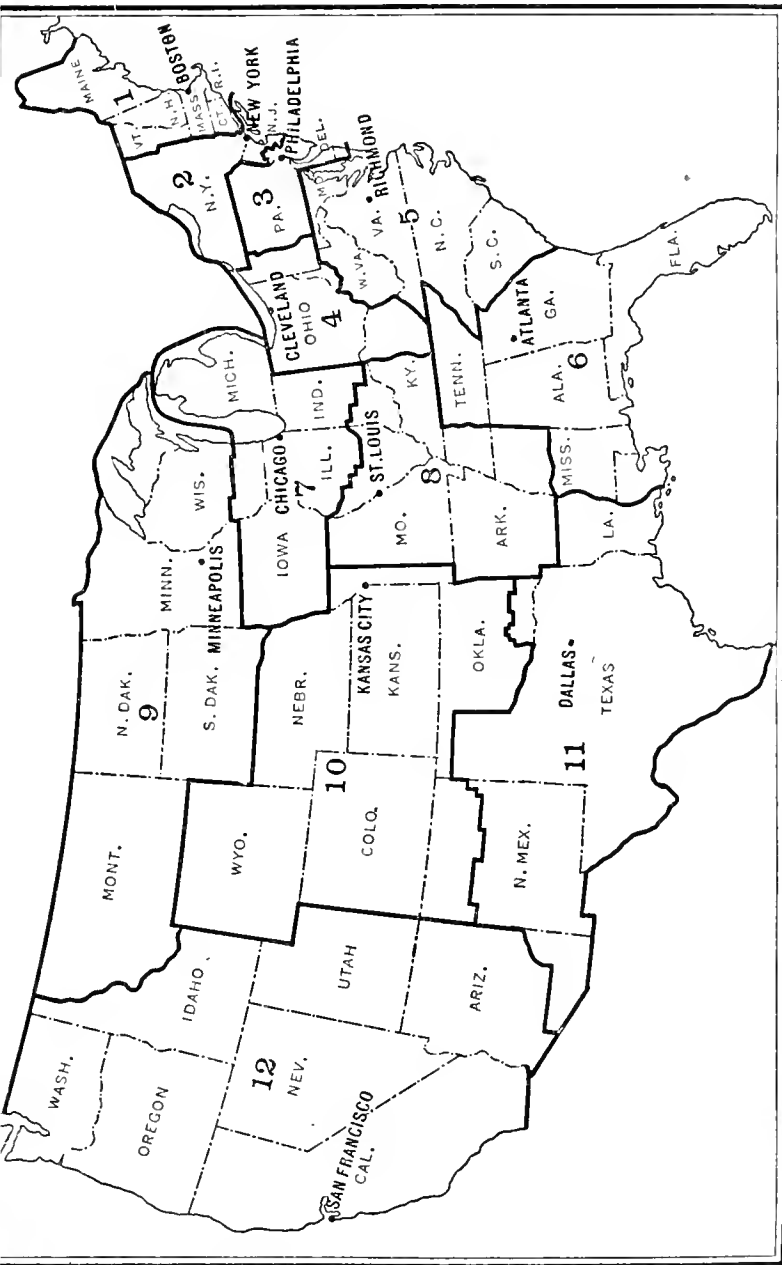 MAINE
1
VT.
N.H.
MASS.
CT.
R.I.
BOSTON
2
N.Y.
NEW YORK
N.J.
PHILADELPHIA
3
PA.
DEL.
MD.
RICHMOND
VA.
W.VA.
5
N.C.
S.C.
CLEVELAND
OHIO
4
MICH.
IND.
KY.
TENN.
ATLANTA
GA.
FLA.
ALA.
6
MISS.
CHICAGO
7
ILL.
ST.LOUIS
8
WIS.
IOWA
MO.
ARK.
LA.
MINN.
MINNEAPOLIS
N. DAK.
9
S. DAK.
NEBR.
KANSAS CITY
KANS.
OKLA.
DALLAS
TEXAS
11
10
COLO.
N. MEX.
MONT.
WYO.
IDAHO
UTAH
ARIZ.
12
NEV.
WASH.
OREGON
SAN FRANCISCO
CAL.